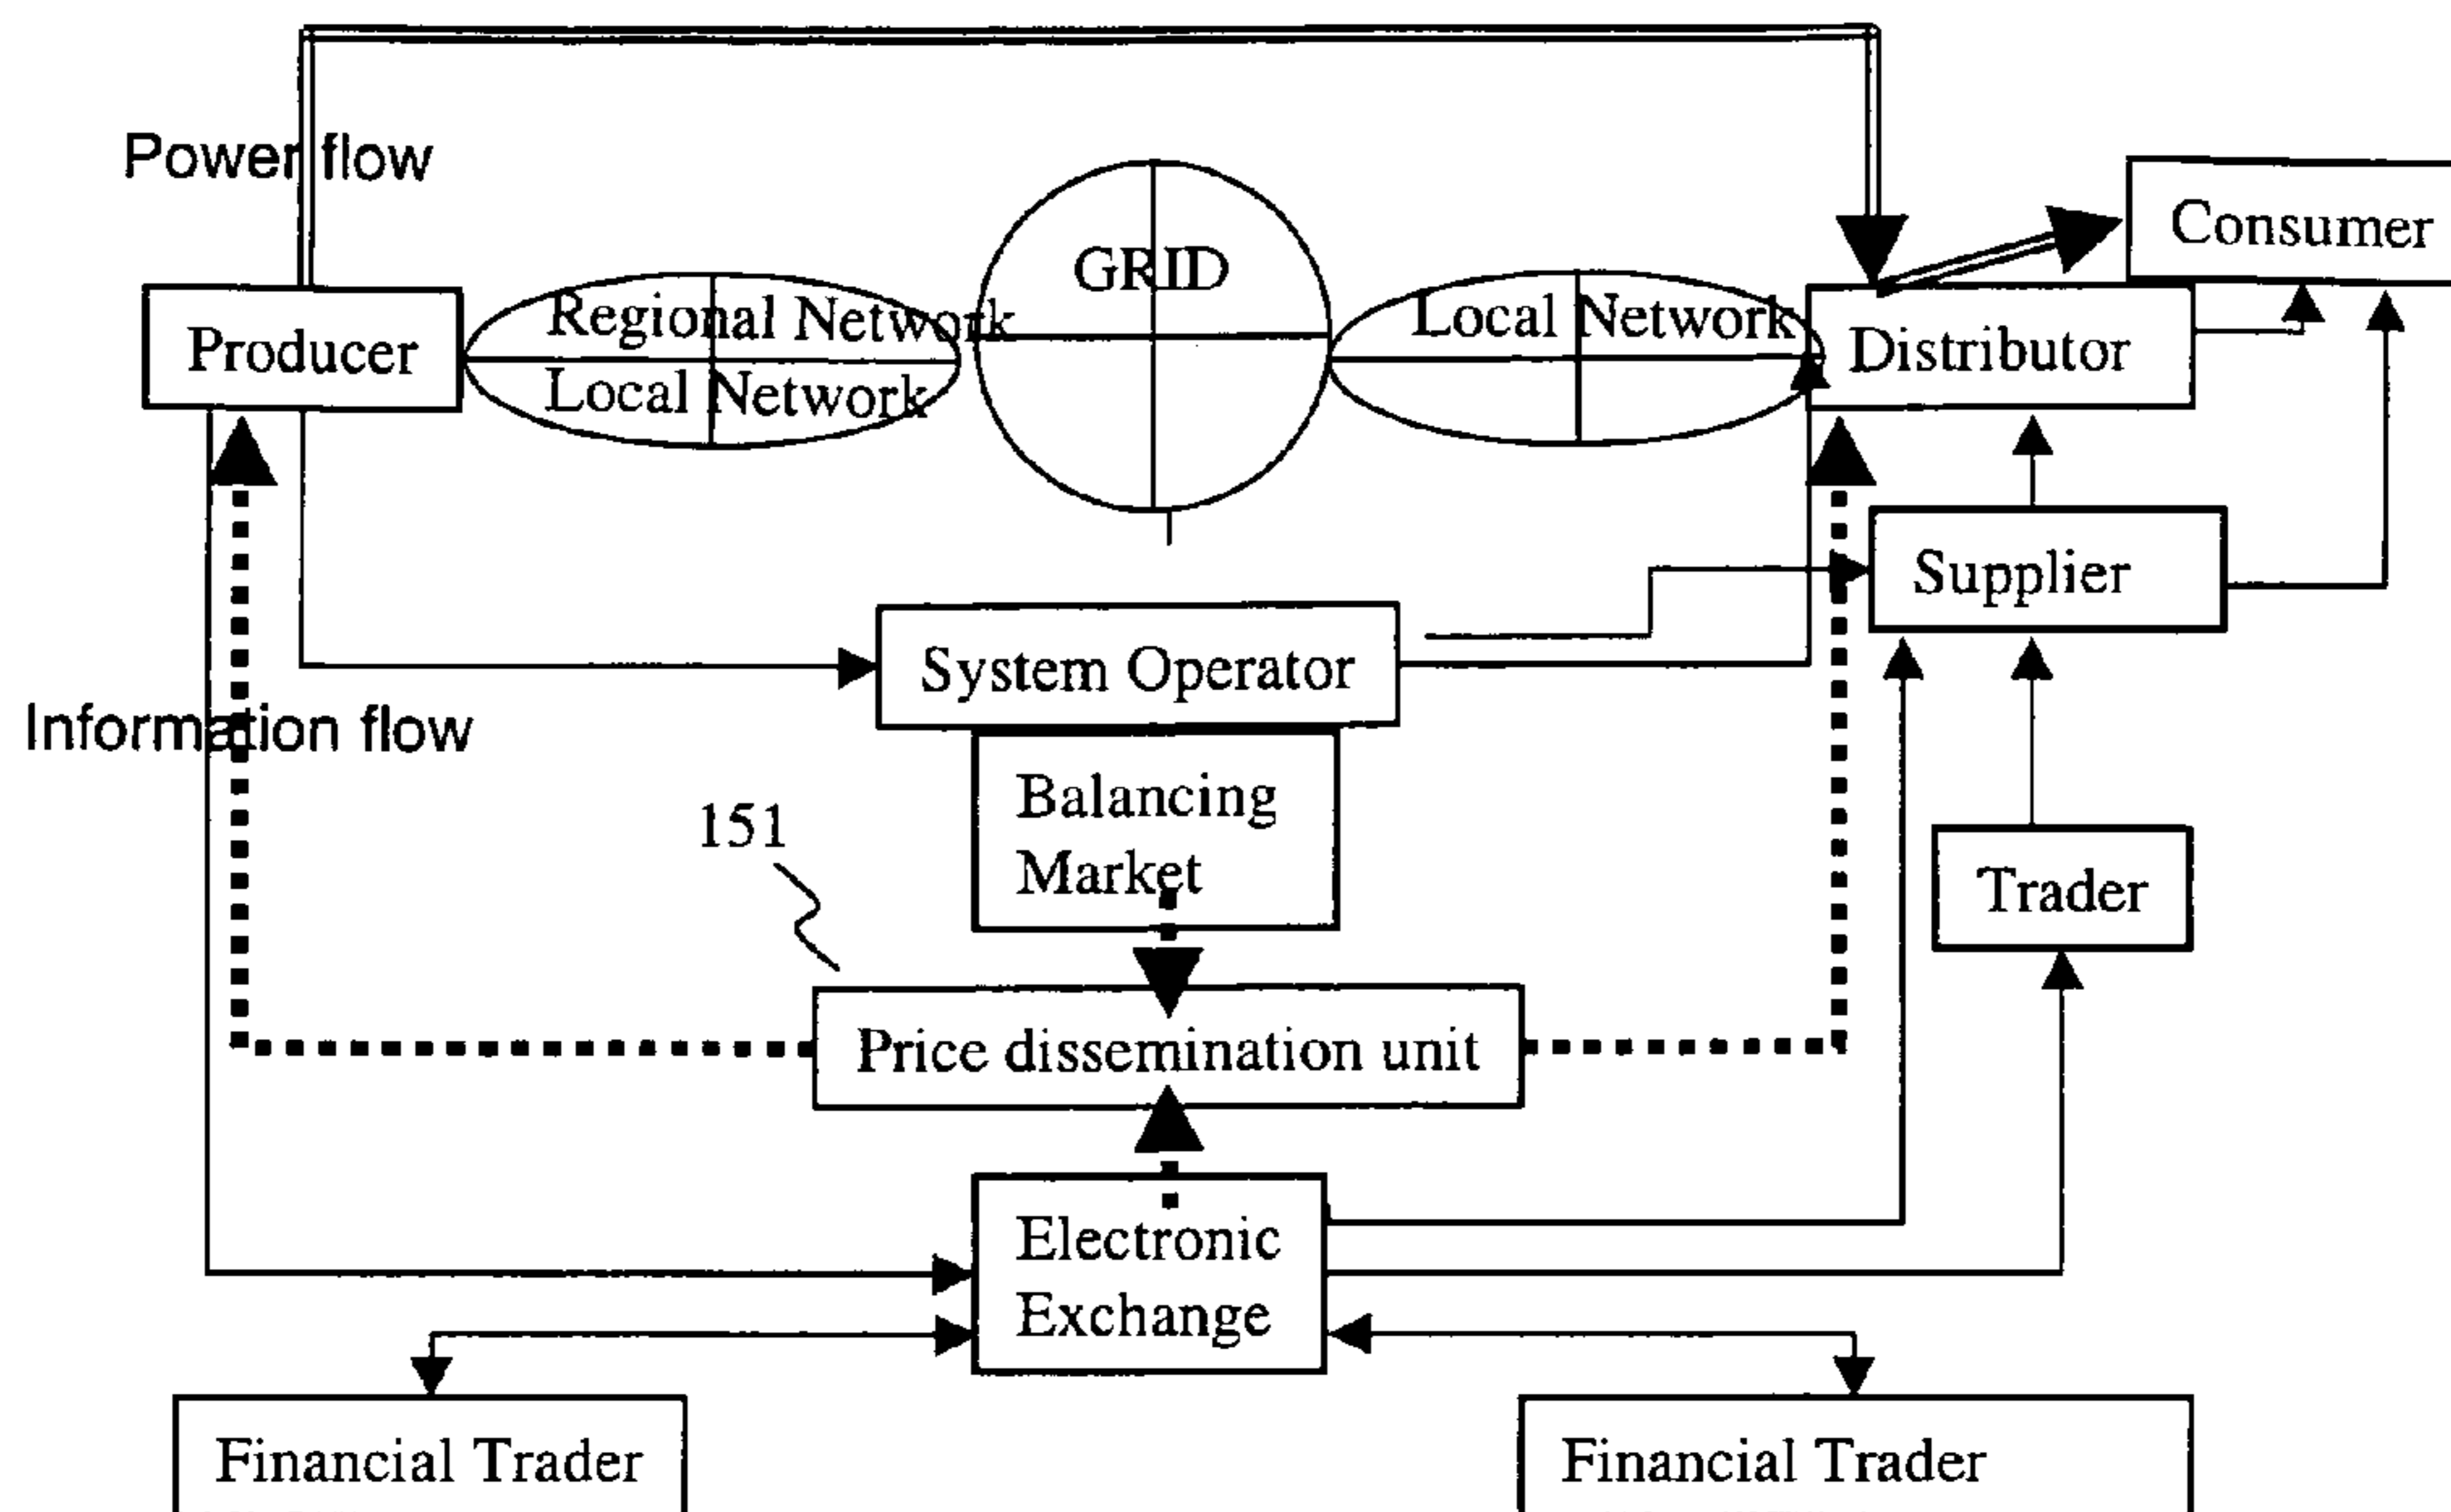 Power flow
Consumer
GRID
Regional Network
Local Network
Producer
Local Network
Distributor
Supplier
System Operator
Information flow
Balancing
Market
151
Trader
Price dissemination unit
Electronic
Exchange
Financial Trader
Financial Trader